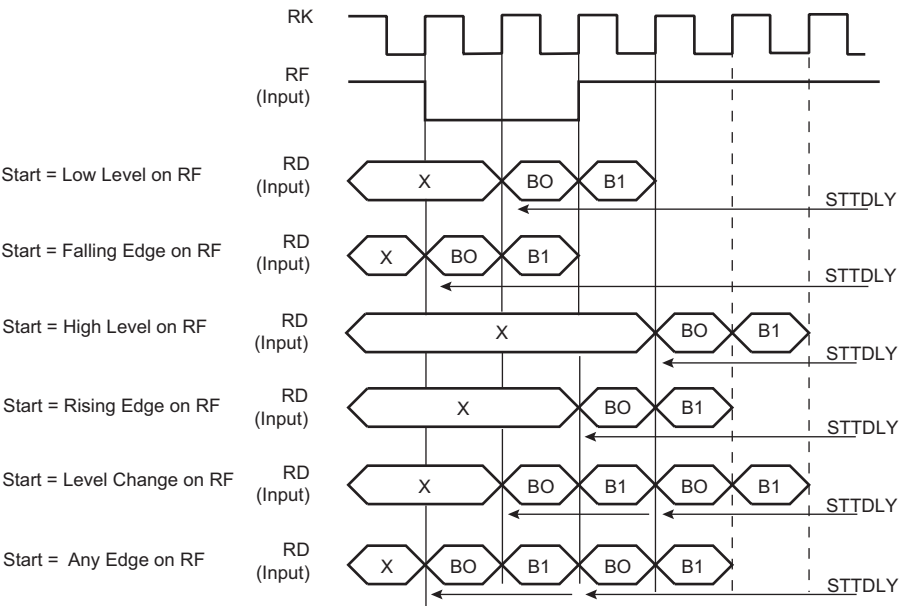 RK
RF
(Input)
Start = Low Level on RF
RD
(Input)
X
BO
B1
STTDLY
Start = Falling Edge on RF
RD
(Input)
X
BO
B1
STTDLY
Start = High Level on RF
RD
(Input)
X
BO
B1
STTDLY
Start = Rising Edge on RF
RD
(Input)
X
BO
B1
STTDLY
Start = Level Change on RF
RD
(Input)
X
BO
B1
BO
B1
STTDLY
Start = Any Edge on RF
RD
(Input)
X
BO
B1
BO
B1
STTDLY